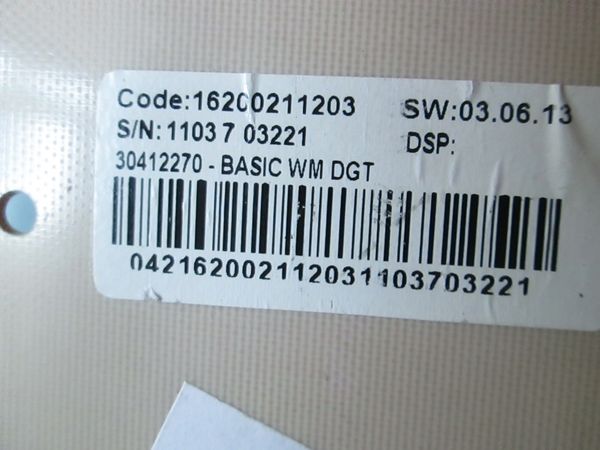 Code:16200211203 SW:03.06.13
S/N:1103 7 03221 DSP:
30412270 - BASIC WM DGT
042162002112031103703221